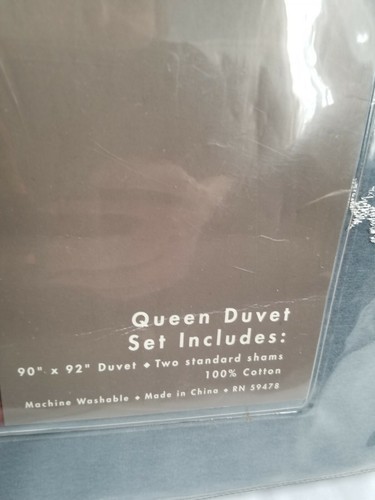 Queen Duvet
Set Includes:
90" x 92" Duvet ♦ Two standard shams
100% Cotton
Machine Washable ♦ Made in China ♦ RN 59478